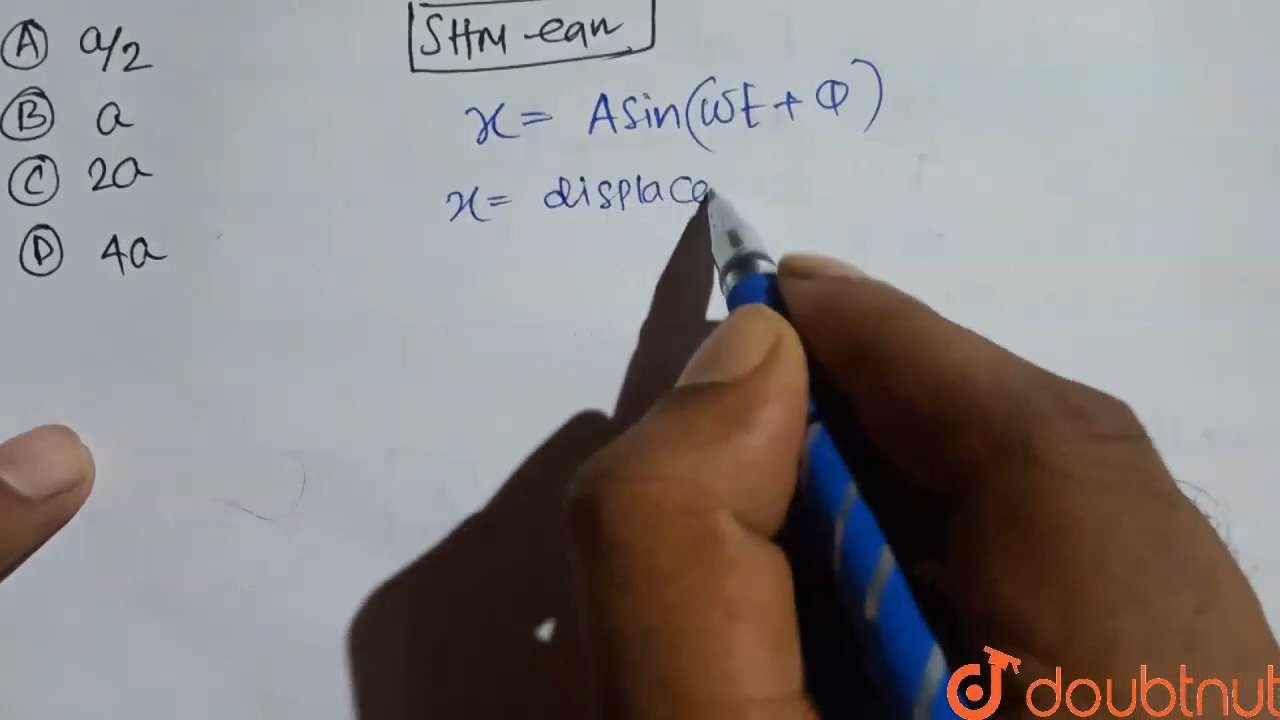 SHM eqn
A a/2
B a
C 2a
D 4a
x = A sin(ωt + Φ)
x = displace
doubtnut